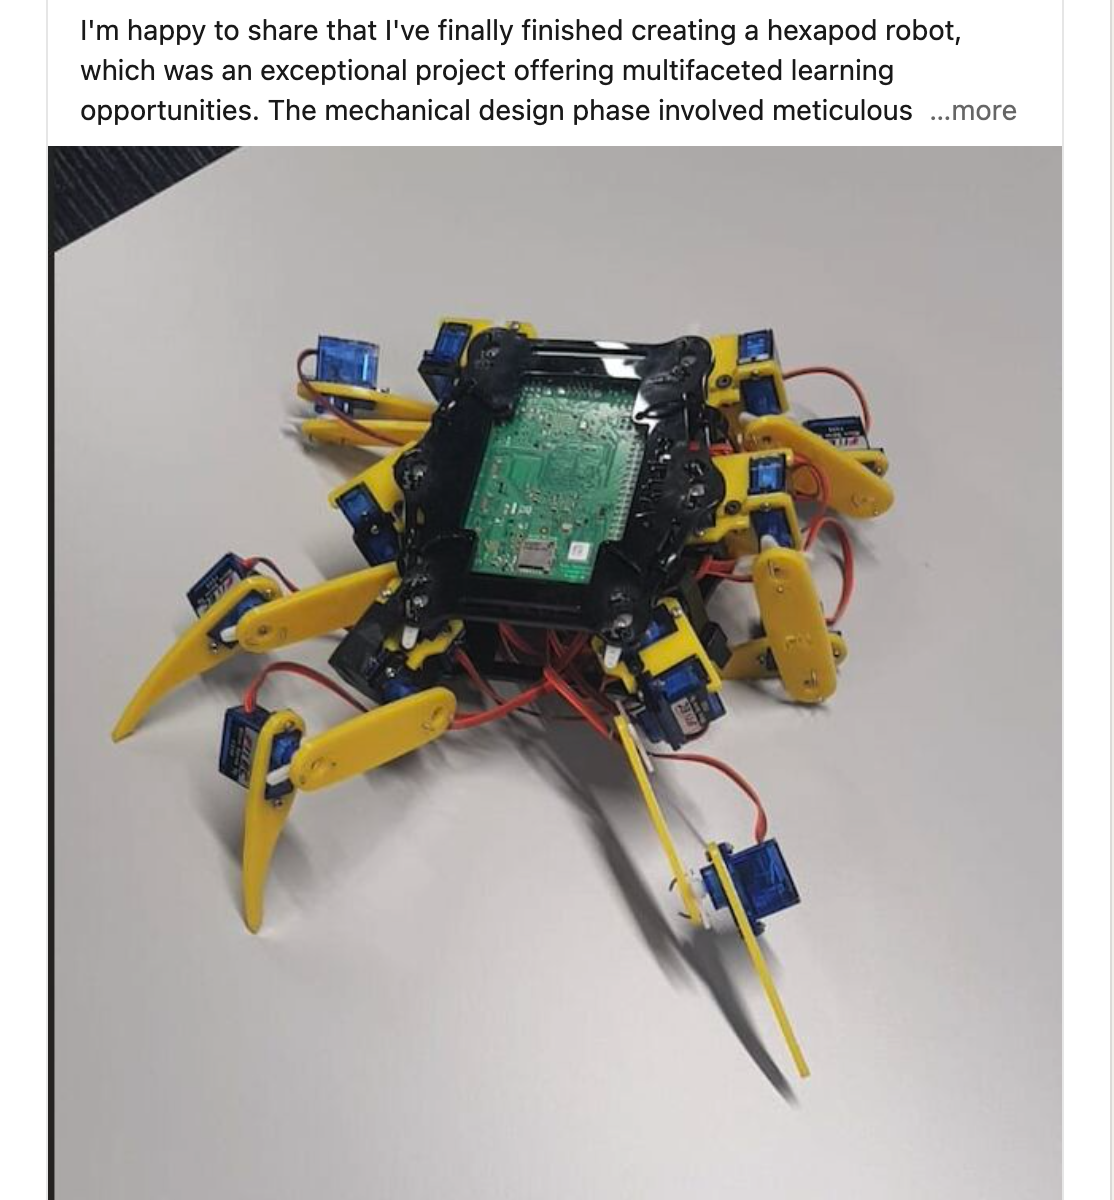 I'm happy to share that I've finally finished creating a hexapod robot,
which was an exceptional project offering multifaceted learning
opportunities. The mechanical design phase involved meticulous ...more